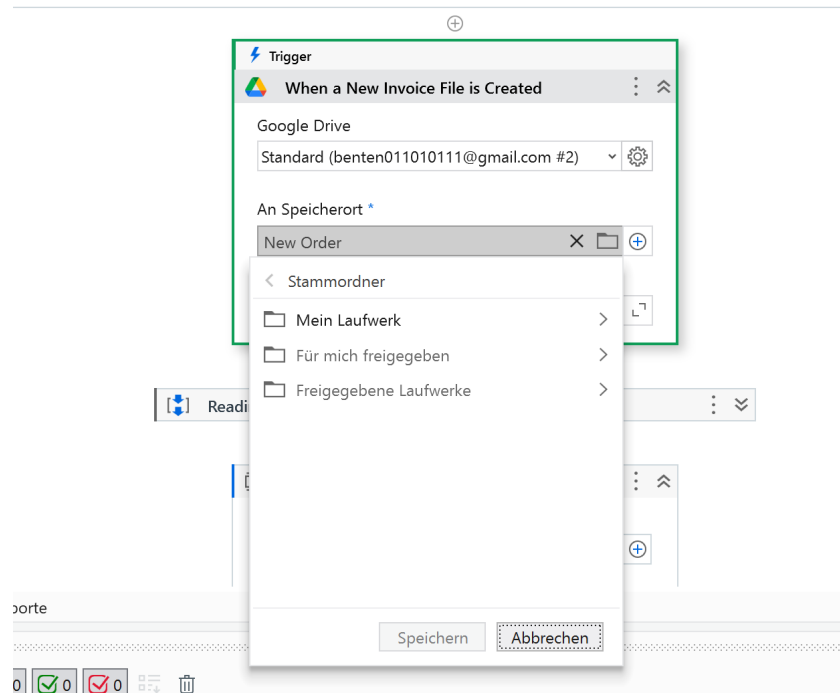 Trigger
When a New Invoice File is Created
Google Drive
Standard (benten011010111@gmail.com #2)
An Speicherort *
New Order
Stammordner
Mein Laufwerk
Für mich freigegeben
Freigegebene Laufwerke
Readi
Speichern Abbrechen
porte
0 0 0